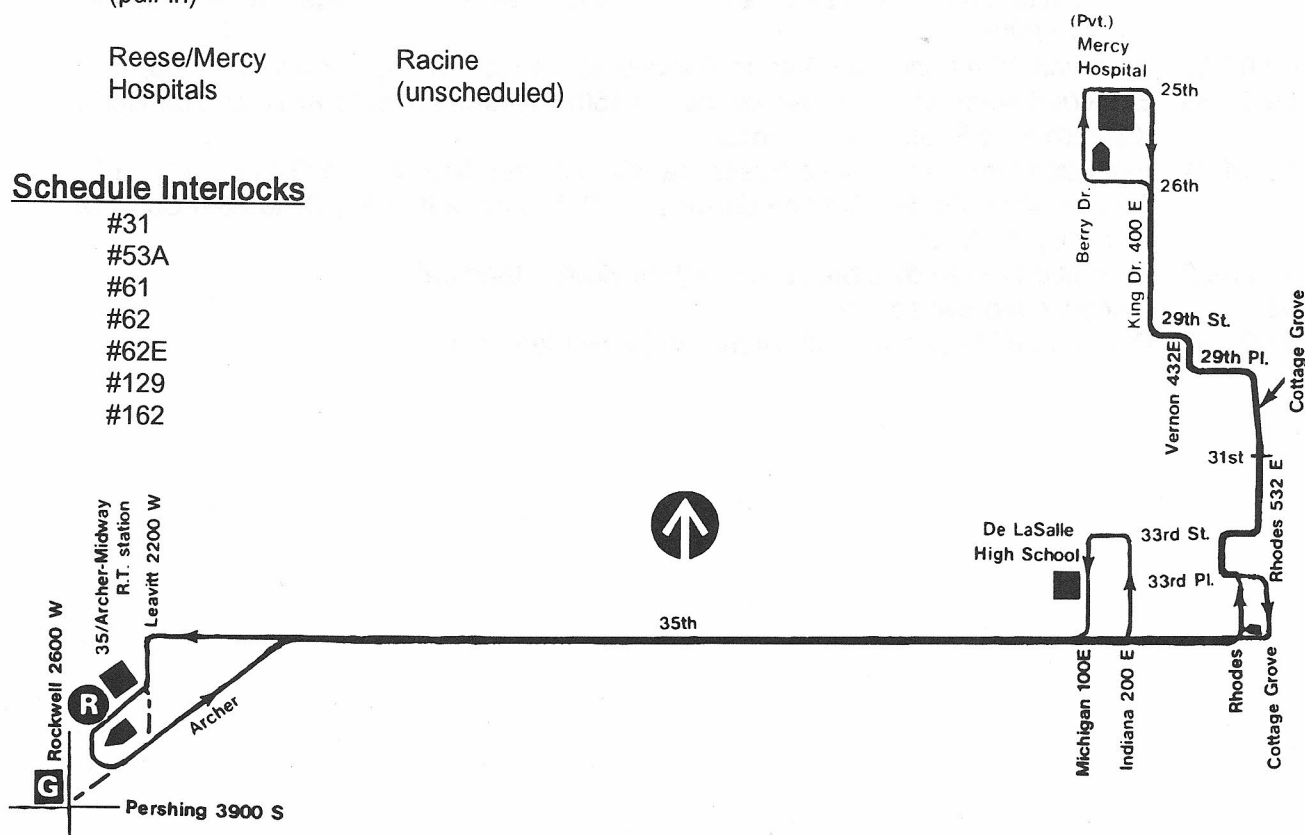 (pull-in)
Reese/Mercy
Hospitals
Racine
(unscheduled)
Schedule Interlocks
#31
#53A
#61
#62
#62E
#129
#162
(Pvt.)
Mercy
Hospital
25th
26th
Berry Dr.
King Dr. 400 E
29th St.
Vernon 432E
29th Pl.
Cottage Grove
31st
Rhodes 532 E
De LaSalle
High School
33rd St.
33rd Pl.
35th
Michigan 100E
Indiana 200 E
Rhodes
Cottage Grove
35/Archer-Midway
R.T. station
Leavitt 2200 W
Rockwell 2600 W
R
Archer
G
Pershing 3900 S